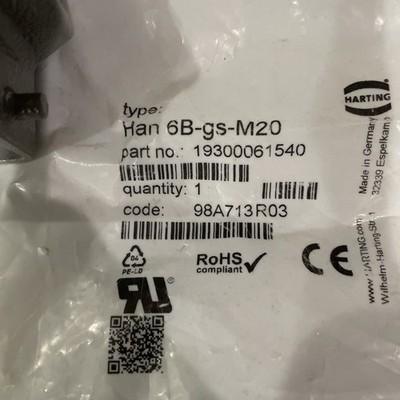 type:
Han 6B-gs-M20
part no.: 19300061540
quantity: 1
code: 98A713R03
04
PE-LD
RoHS
compliant
CE
HARTING
Made in Germany
32339 Espelkamp
www.HARTING.com